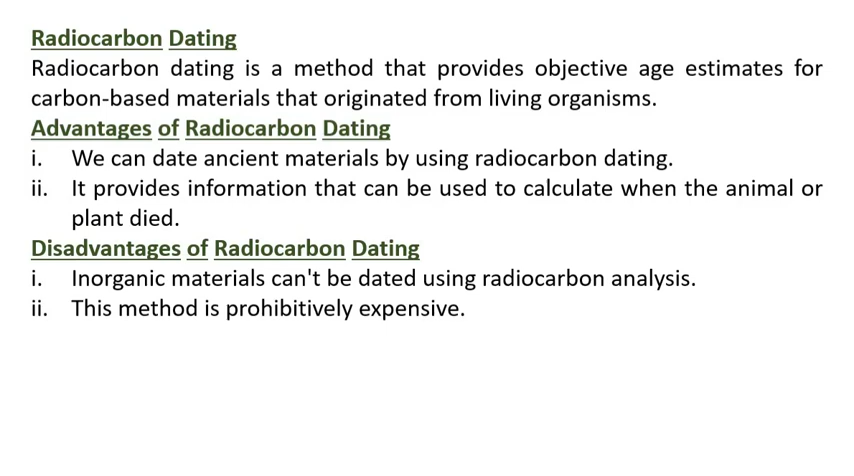 Radiocarbon Dating
Radiocarbon dating is a method that provides objective age estimates for
carbon-based materials that originated from living organisms.
Advantages of Radiocarbon Dating
i. We can date ancient materials by using radiocarbon dating.
ii. It provides information that can be used to calculate when the animal or
plant died.
Disadvantages of Radiocarbon Dating
i. Inorganic materials can't be dated using radiocarbon analysis.
ii. This method is prohibitively expensive.